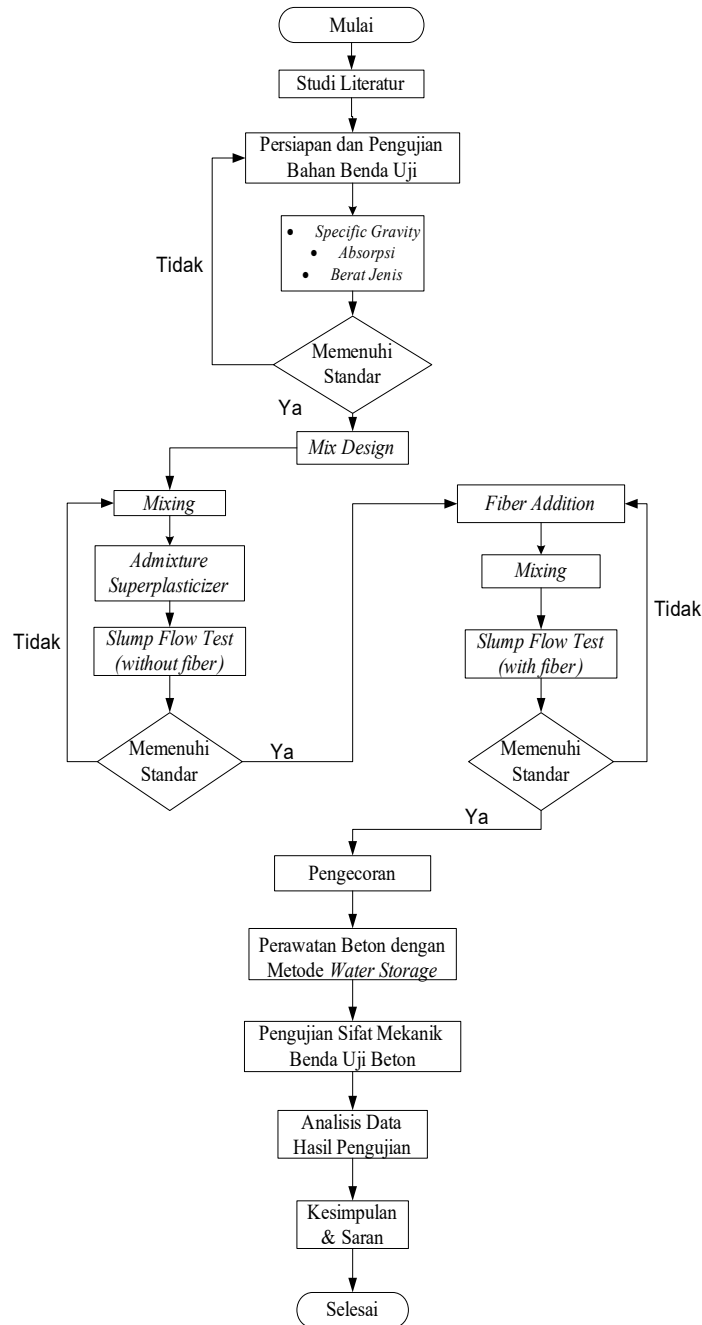 Mulai
Studi Literatur
Persiapan dan Pengujian
Bahan Benda Uji
• Specific Gravity
• Absorpsi
• Berat Jenis
Tidak
Memenuhi
Standar
Ya
Mix Design
Mixing
Admixture
Superplasticizer
Slump Flow Test
(without fiber)
Tidak
Memenuhi
Standar
Ya
Fiber Addition
Mixing
Slump Flow Test
(with fiber)
Tidak
Memenuhi
Standar
Ya
Pengecoran
Perawatan Beton dengan
Metode Water Storage
Pengujian Sifat Mekanik
Benda Uji Beton
Analisis Data
Hasil Pengujian
Kesimpulan
& Saran
Selesai